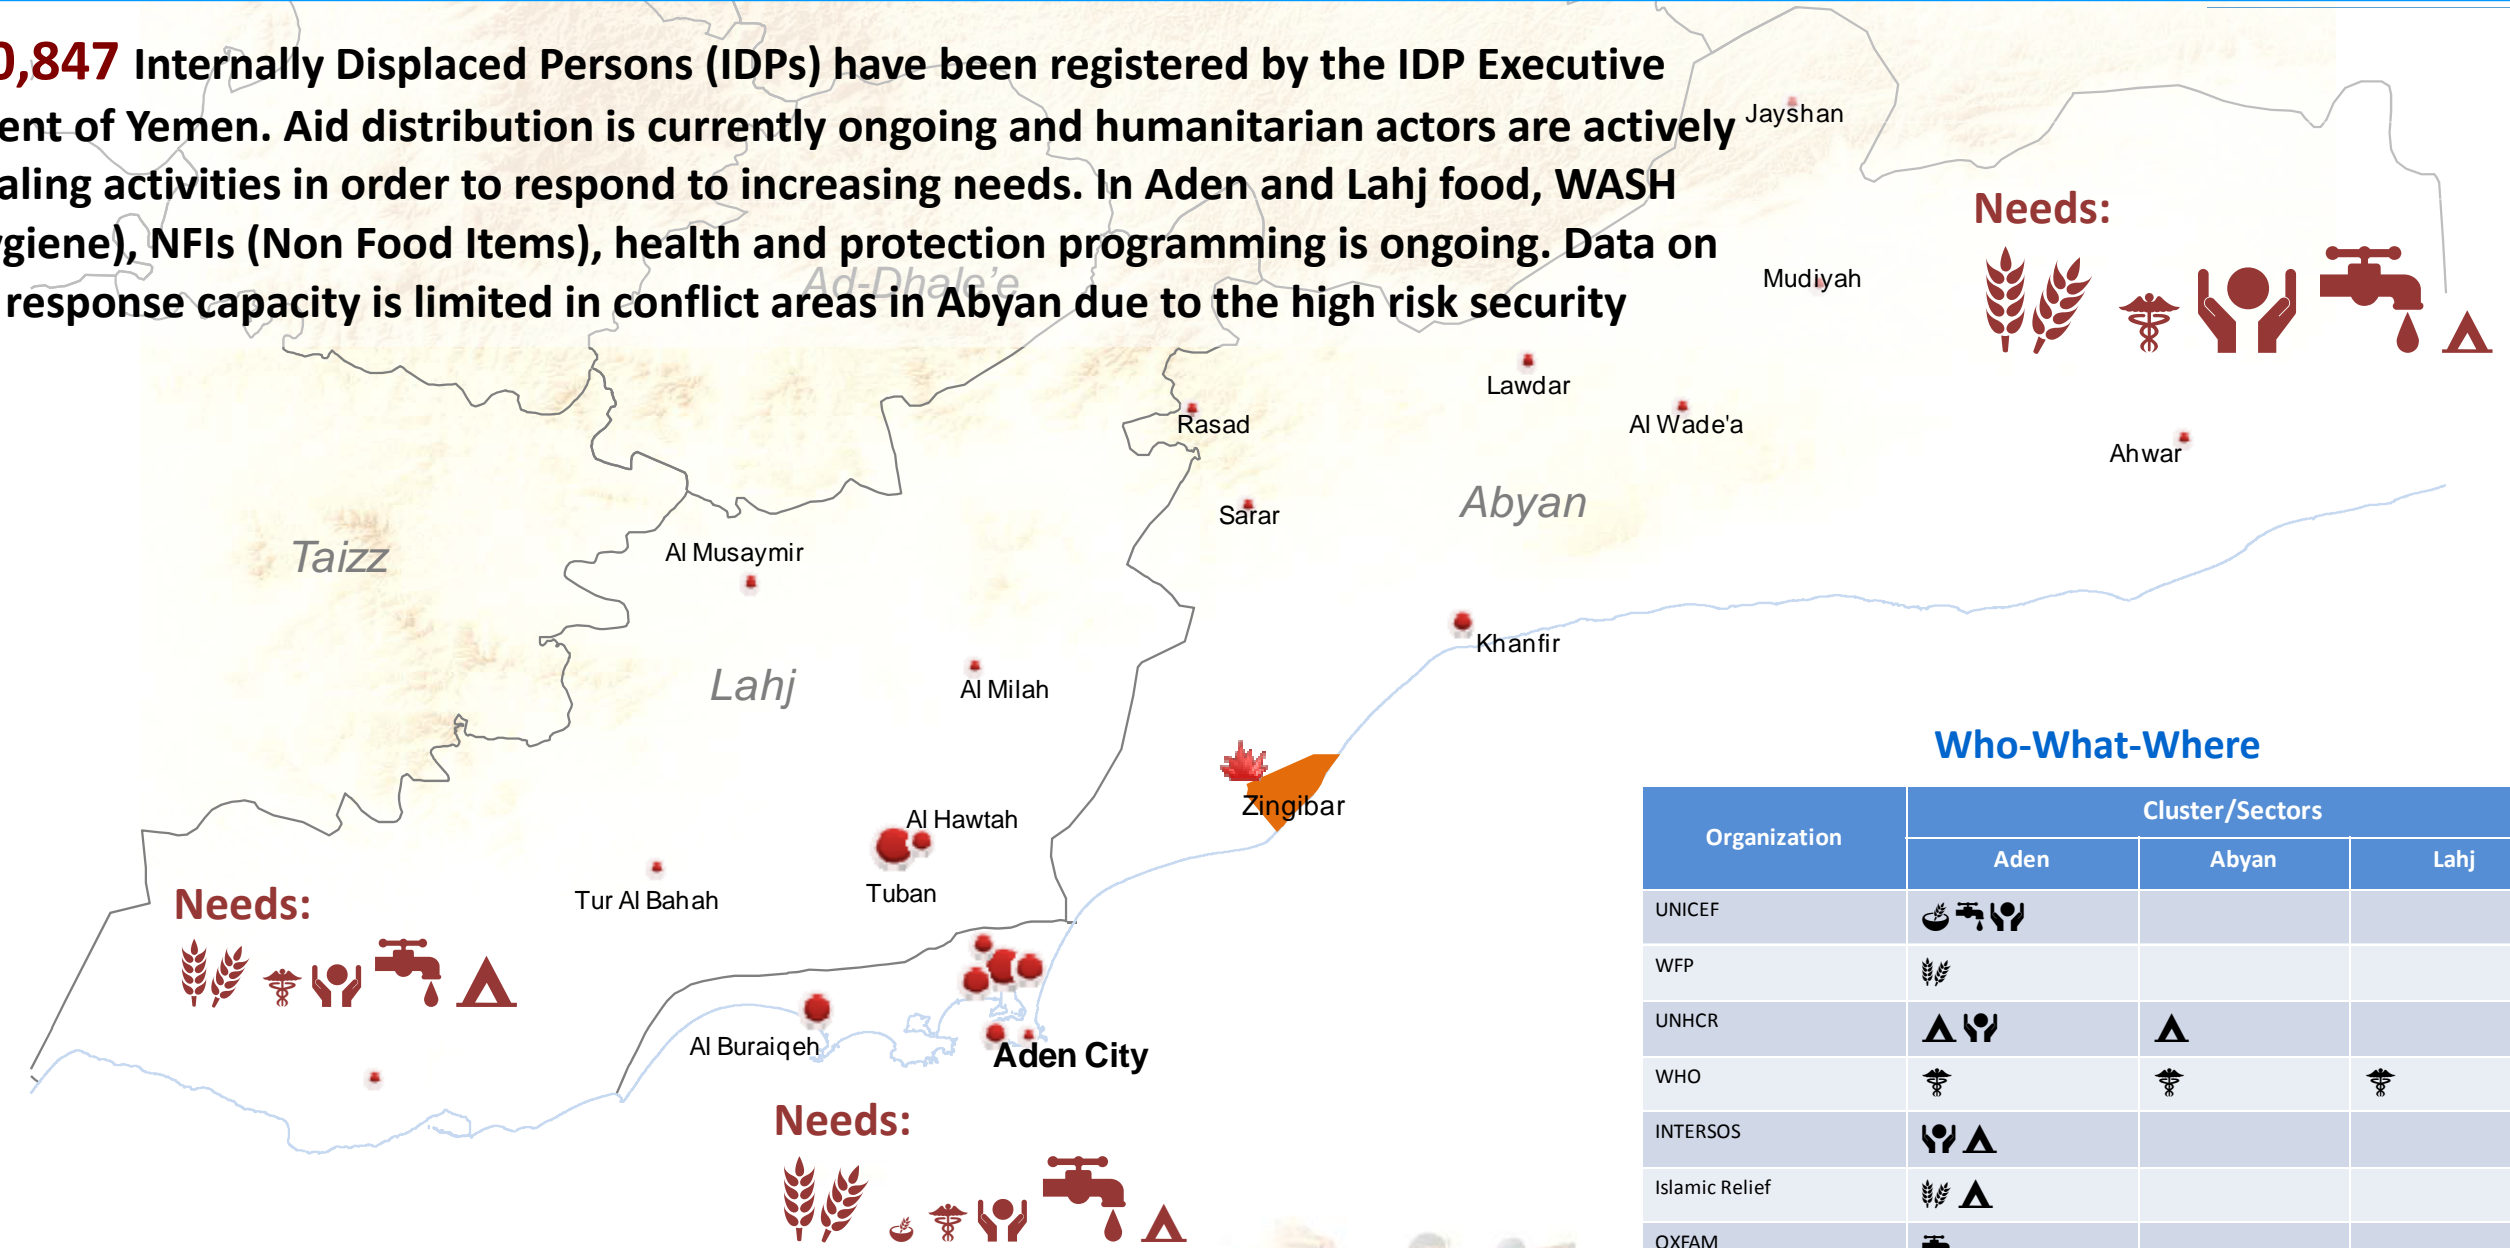 0,847 Internally Displaced Persons (IDPs) have been registered by the IDP Executive
ent of Yemen. Aid distribution is currently ongoing and humanitarian actors are actively
aling activities in order to respond to increasing needs. In Aden and Lahj food, WASH
giene), NFIs (Non Food Items), health and protection programming is ongoing. Data on
response capacity is limited in conflict areas in Abyan due to the high risk security
Jayshan
Needs:
Ad-Dhale'e
Mudiyah
Lawdar
Rasad
Al Wade'a
Ahwar
Abyan
Sarar
Taizz
Al Musaymir
Khanfir
Lahj
Al Milah
Zingibar
Al Hawtah
Tuban
Tur Al Bahah
Needs:
Al Buraiqeh
Aden City
Needs:
Who-What-Where
Organization
Cluster/Sectors
Aden Abyan Lahj
UNICEF
WFP
UNHCR
WHO
INTERSOS
Islamic Relief
OXFAM